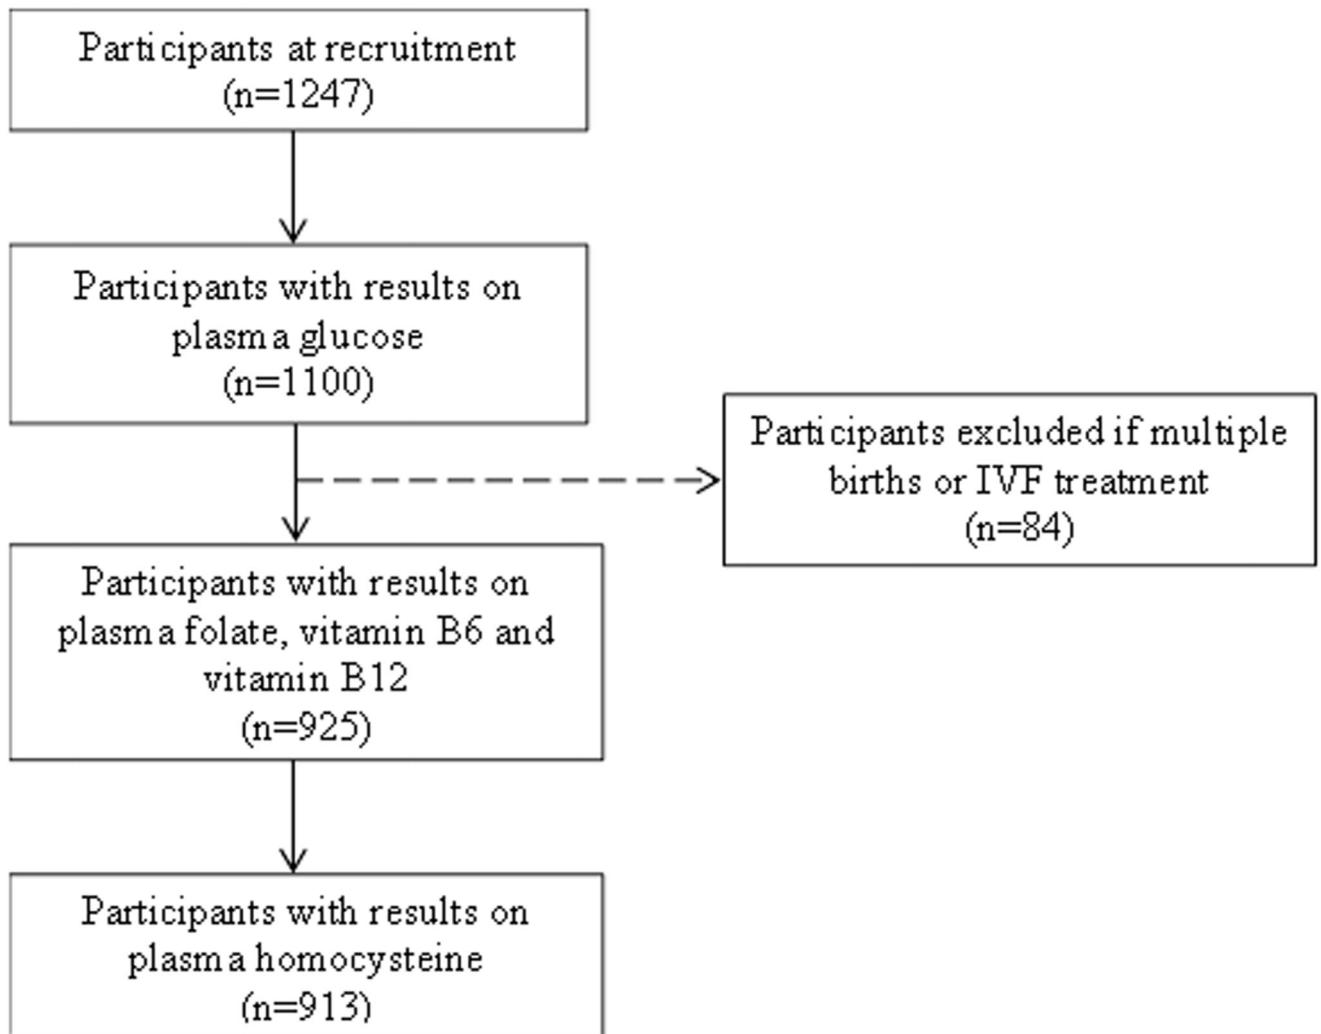 Participants at recruitment
(n=1247)
Participants with results on
plasma glucose
(n=1100)
Participants excluded if multiple
births or IVF treatment
(n=84)
Participants with results on
plasma folate, vitamin B6 and
vitamin B12
(n=925)
Participants with results on
plasma homocysteine
(n=913)